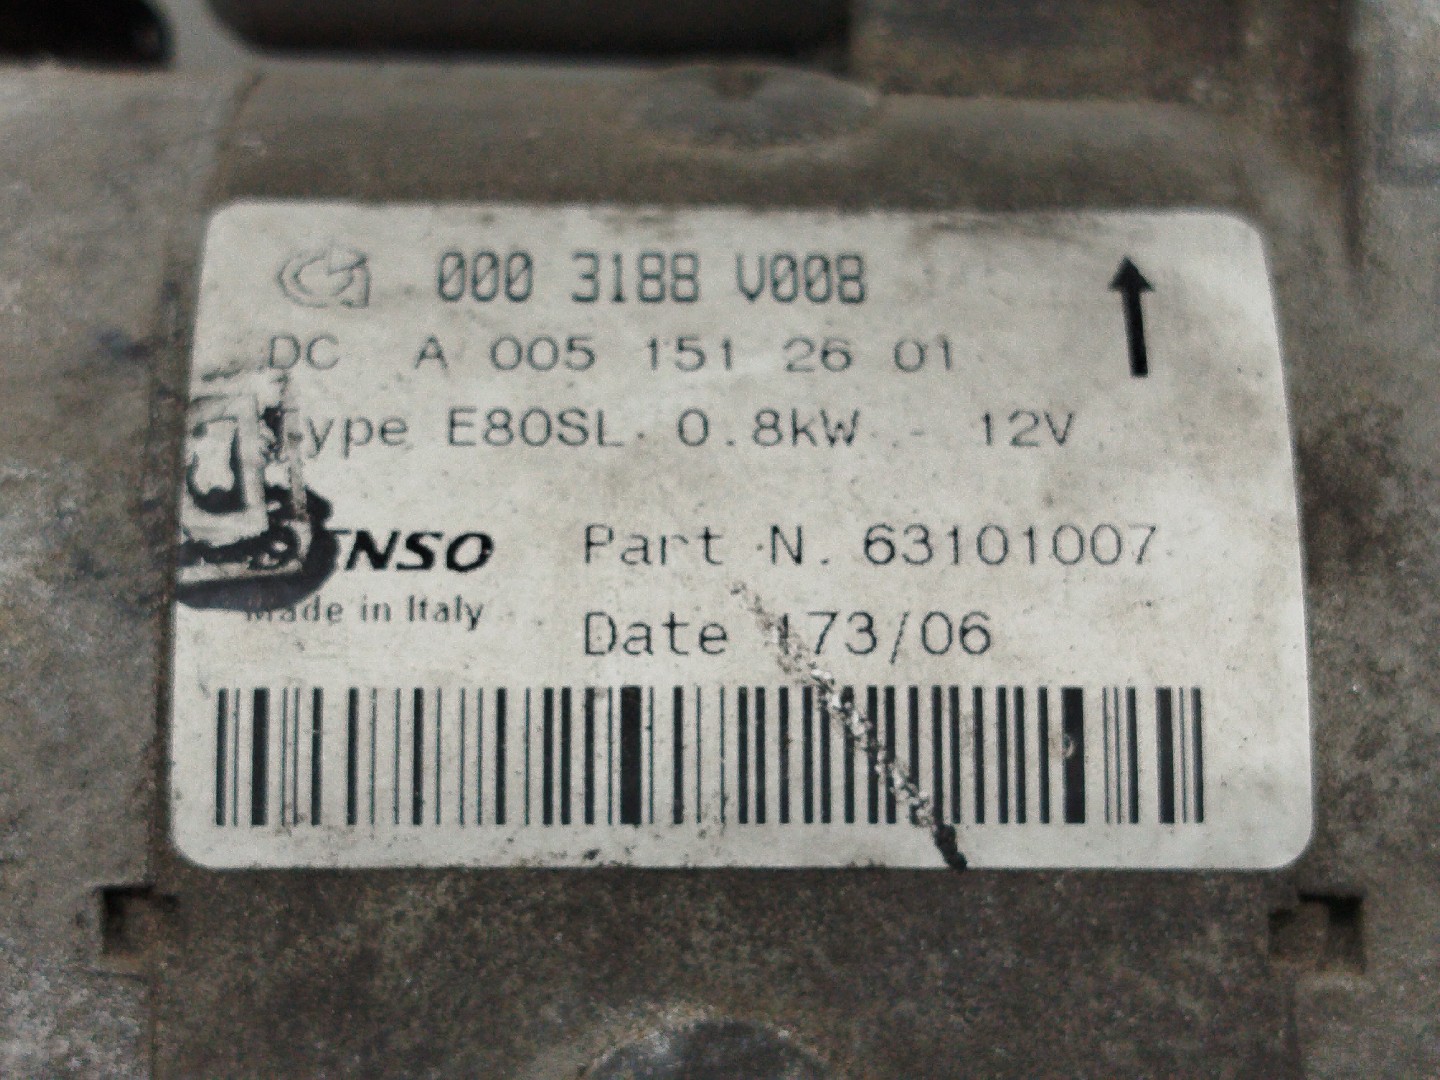 000 3188 V008
DC A 005 151 26 01
Type E80SL 0.8kW - 12V
DENSO
Made in Italy
Part N. 63101007
Date 173/06